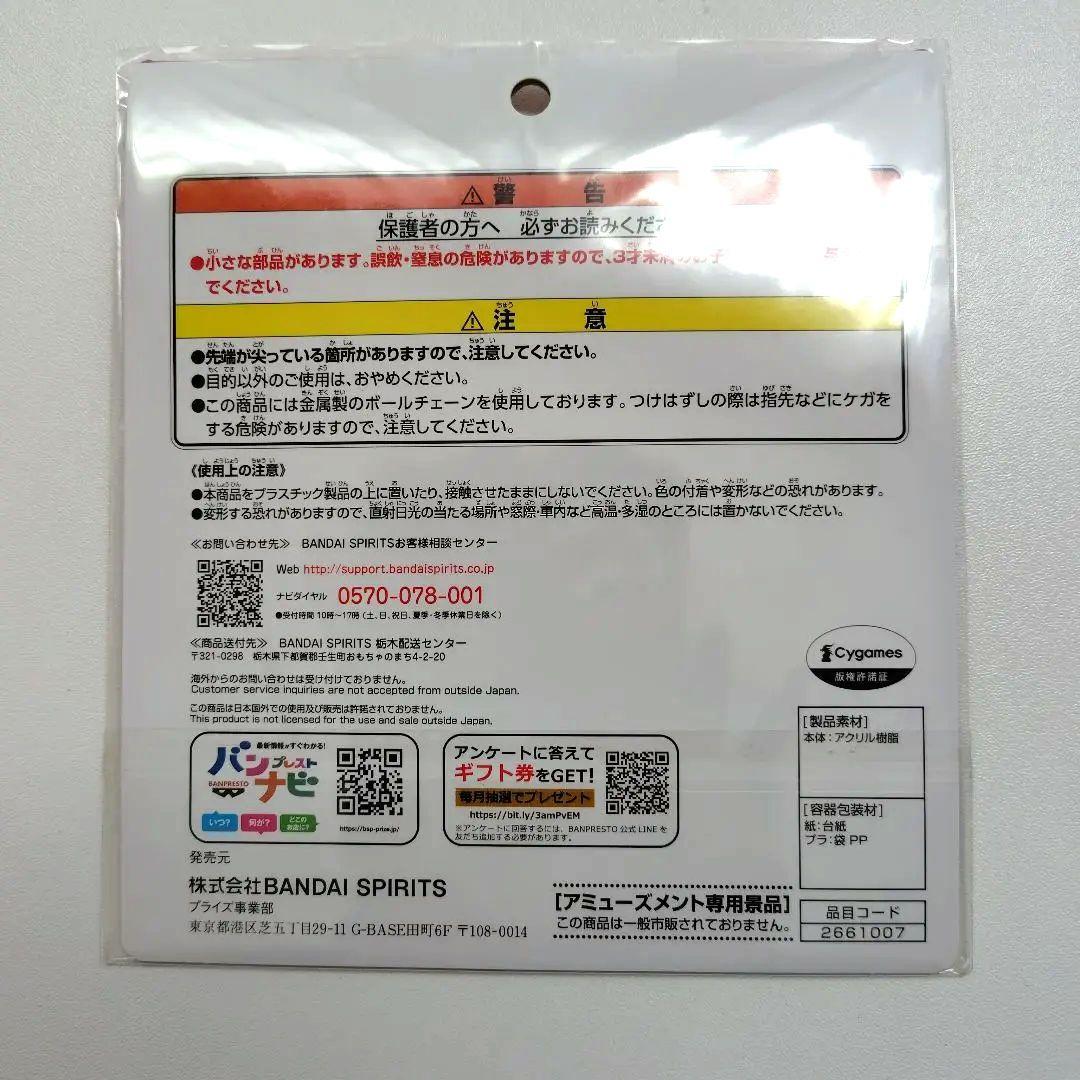 ⚠警 告
保護者の方へ 必ずお読みくだ
●小さな部品があります。誤飲・窒息の危険がありますので、3才未満のお子
でください。
⚠注 意
●先端が尖っている箇所がありますので、注意してください。
●目的以外のご使用は、おやめください。
●この商品には金属製のボールチェーンを使用しております。つけはずしの際は指先などにケガを
する危険がありますので、注意してください。
《使用上の注意》
●本商品をプラスチック製品の上に置いたり、接触させたままにしないでください。色の付着や変形などの恐れがあります。
●変形する恐れがありますので、直射日光の当たる場所や窓際・車内など高温・多湿のところには置かないでください。
≪お問い合わせ先≫ BANDAI SPIRITSお客様相談センター
Web http://support.bandaispirits.co.jp
ナビダイヤル 0570-078-001
●受付時間 10時〜17時 (土、日、祝日、夏季・冬季休業日を除く)
≪商品送付先≫ BANDAI SPIRITS 栃木配送センター
〒321-0298 栃木県下都賀郡壬生町おもちゃのまち4-2-20
海外からのお問い合わせは受け付けておりません。
Customer service inquiries are not accepted from outside Japan.
この商品は日本国外での使用及び販売は許諾されておりません。
This product is not licensed for the use and sale outside Japan.
Cygames
版権許諾証
[製品素材]
本体：アクリル樹脂
[容器包装材]
紙：台紙
プラ：袋 PP
最新情報がすぐわかる!
バンプレスト
BANPRESTO
ナビ
いつ? 何が? どこのお店に?
https://bsp-prize.jp/
アンケートに答えて
ギフト券をGET!
毎月抽選でプレゼント
https://bit.ly/3amPvEM
※アンケートに回答するには、BANPRESTO 公式 LINE を
友だち追加する必要があります。
発売元
株式会社BANDAI SPIRITS
プライズ事業部
東京都港区芝五丁目29-11 G-BASE田町6F 〒108-0014
[アミューズメント専用景品]
この商品は一般市販されておりません。
品目コード
2661007